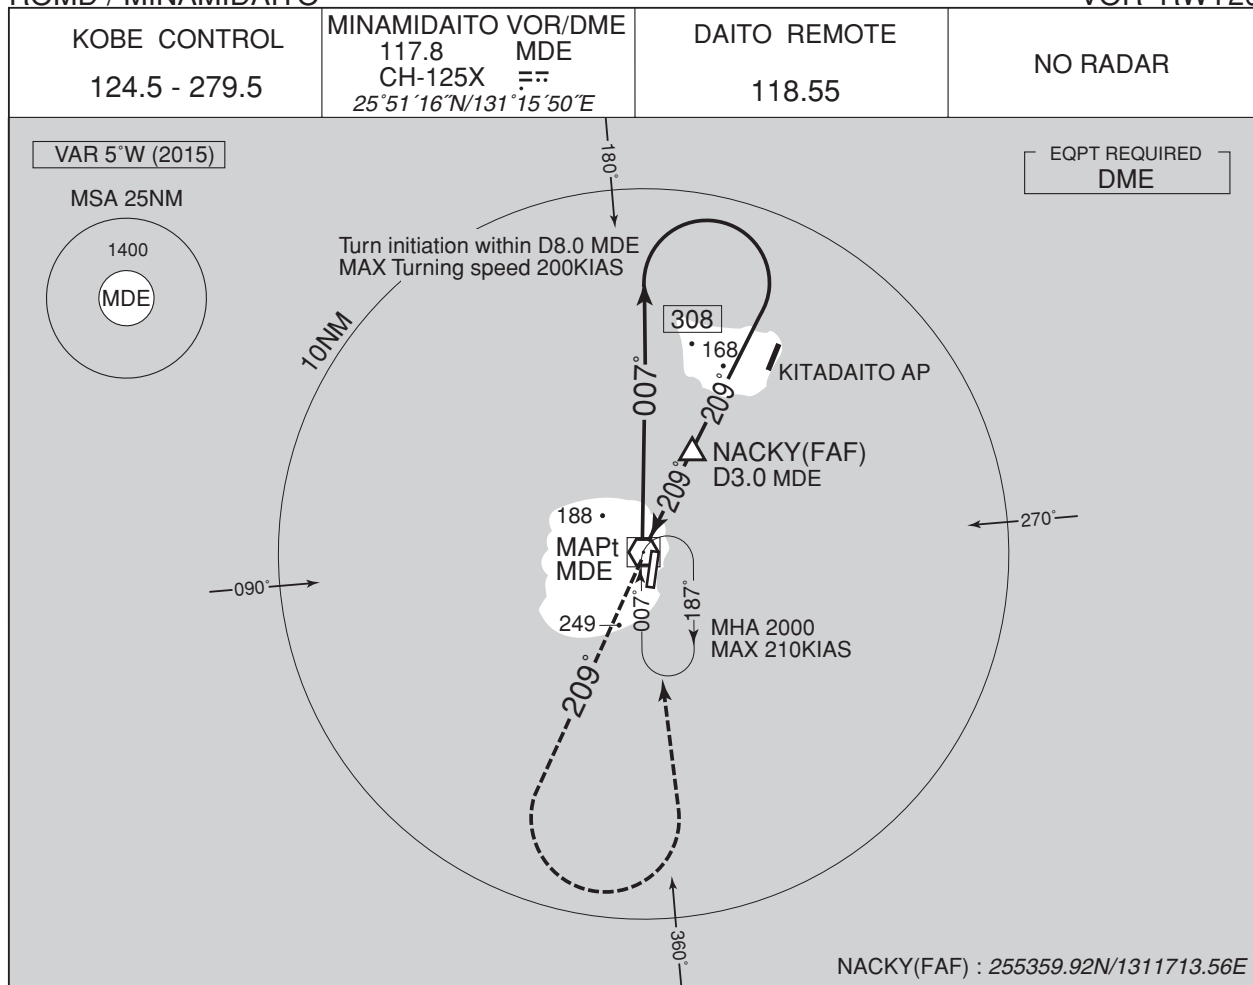 KOBE CONTROL
124.5 - 279.5
MINAMIDAITO VOR/DME
117.8 MDE
CH-125X
25°51´16˝N/131°15´50˝E
DAITO REMOTE
118.55
NO RADAR
VAR 5°W (2015)
MSA 25NM
1400
MDE
EQPT REQUIRED
DME
180°
Turn initiation within D8.0 MDE
MAX Turning speed 200KIAS
10NM
308
168
KITADAITO AP
007°
209°
NACKY(FAF)
D3.0 MDE
209°
188
MAPt
MDE
270°
090°
249
007°
187°
MHA 2000
MAX 210KIAS
209°
360°
NACKY(FAF) : 255359.92N/1311713.56E